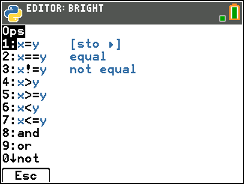 EDITOR: BRIGHT
Ops
1:x=y [sto ▸]
2:x==y equal
3:x!=y not equal
4:x>y
5:x>=y
6:x<y
7:x<=y
8:and
9:or
0↓not
Esc